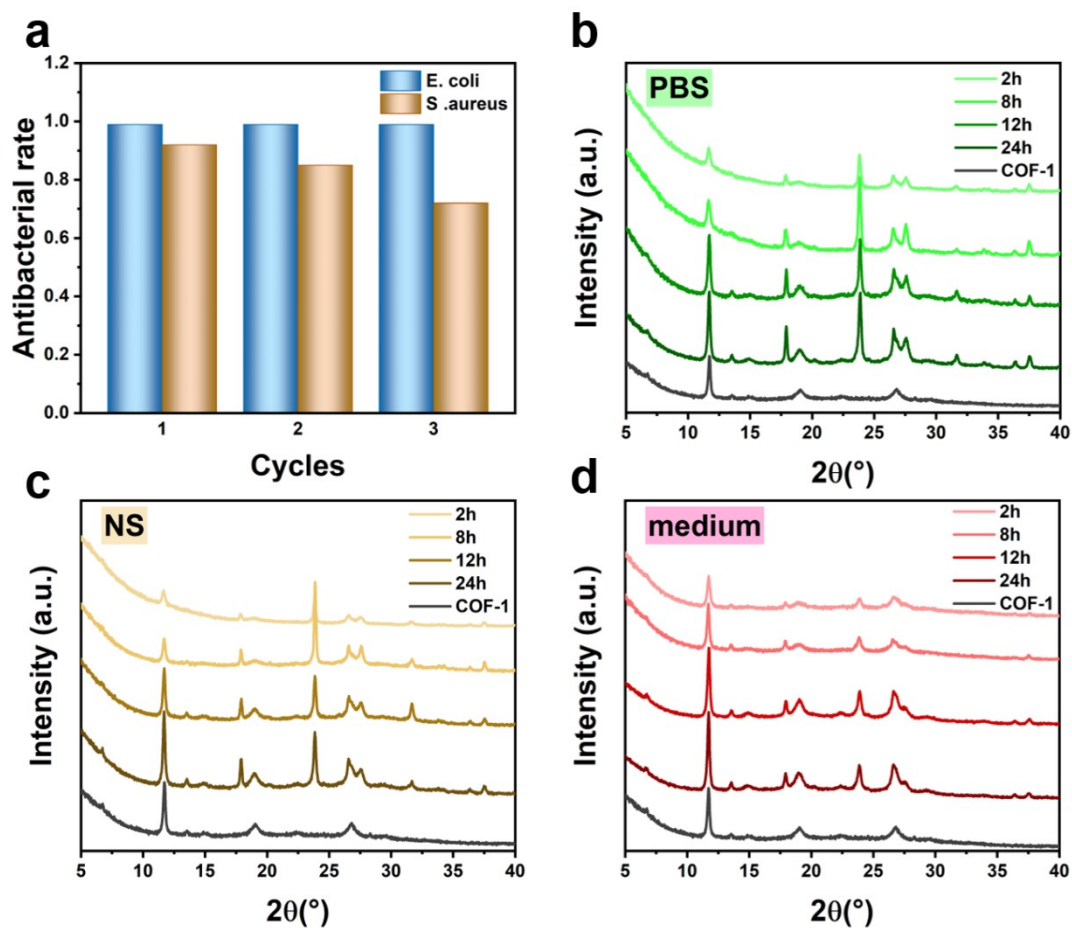 a
1.2
1.0
0.8
0.6
0.4
0.2
0.0
Antibacterial rate
E. coli
S .aureus
1 2 3
Cycles
b
PBS
2h
8h
12h
24h
COF-1
Intensity (a.u.)
5 10 15 20 25 30 35 40
2θ(°)
c
NS
2h
8h
12h
24h
COF-1
Intensity (a.u.)
5 10 15 20 25 30 35 40
2θ(°)
d
medium
2h
8h
12h
24h
COF-1
Intensity (a.u.)
5 10 15 20 25 30 35 40
2θ(°)